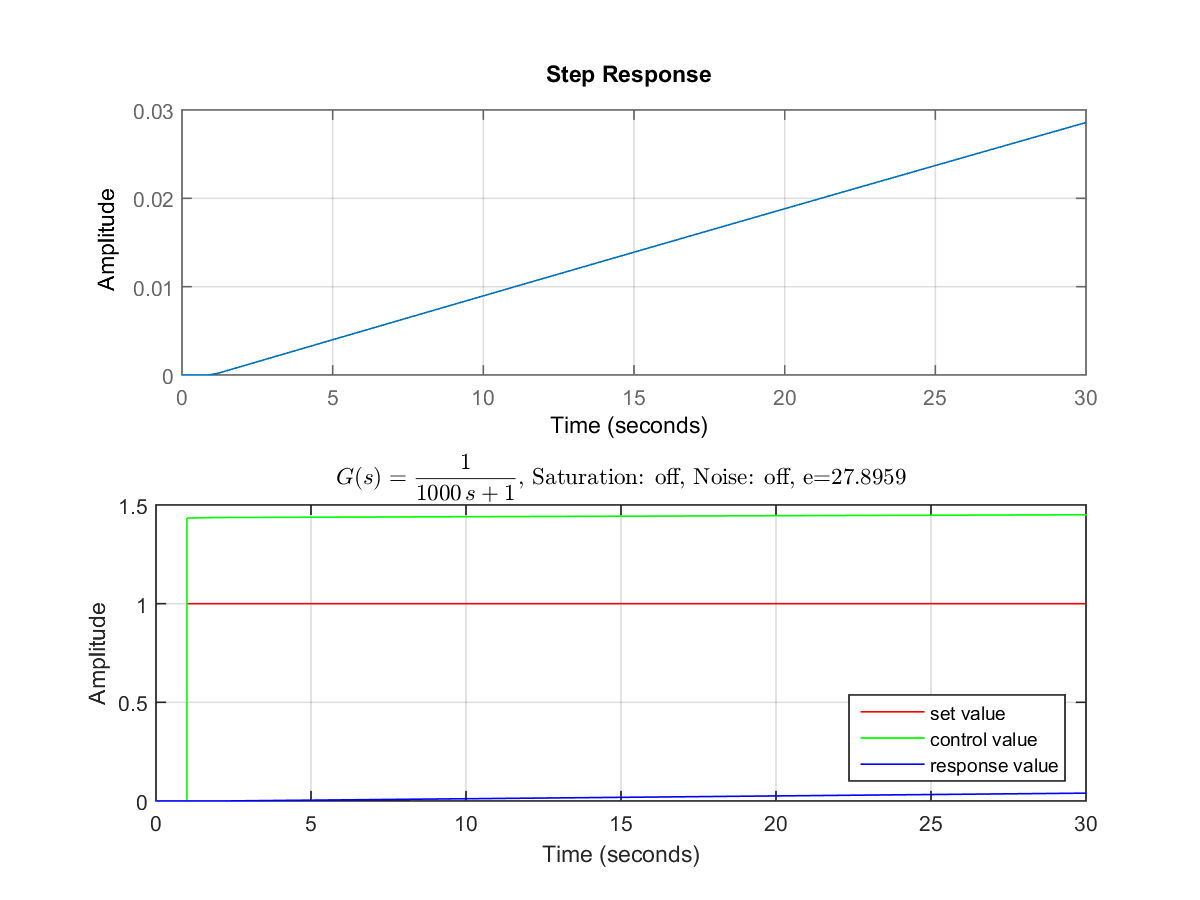 Step Response
0.03
0.02
0.01
0
Amplitude
0 5 10 15 20 25 30
Time (seconds)
G(s) = 1/(1000 s + 1), Saturation: off, Noise: off, e=27.8959
1.5
1
0.5
0
Amplitude
set value
control value
response value
0 5 10 15 20 25 30
Time (seconds)